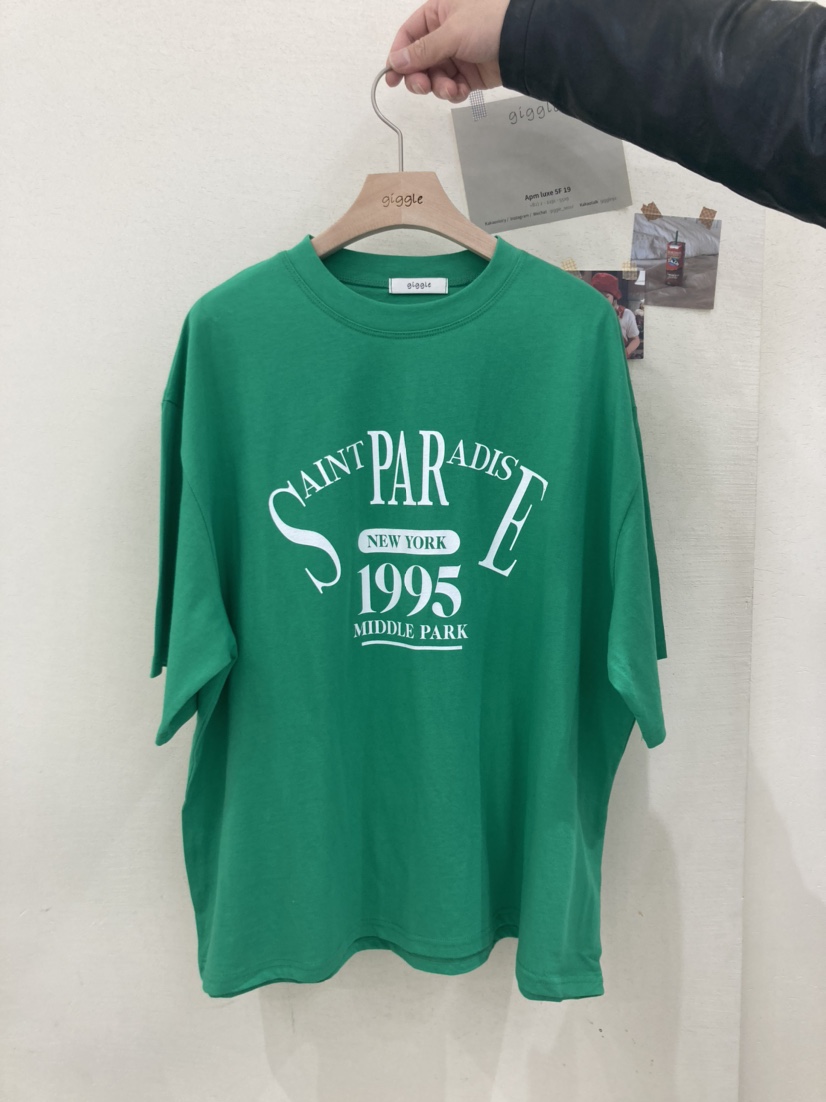 giggle
Apm luxe 5F 19
giggle
giggle
SAINT PARADISE
NEW YORK
1995
MIDDLE PARK